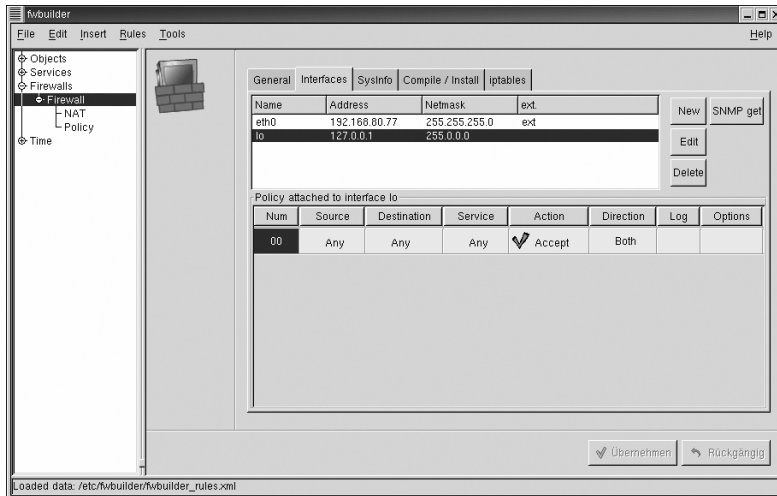 fwbuilder
File Edit Insert Rules Tools Help
Objects
Services
Firewalls
Firewall
NAT
Policy
Time
General Interfaces SysInfo Compile / Install iptables
Name Address Netmask ext.
eth0 192.168.80.77 255.255.255.0 ext
lo 127.0.0.1 255.0.0.0
New SNMP get
Edit
Delete
Policy attached to interface lo
Num Source Destination Service Action Direction Log Options
00 Any Any Any Accept Both
Übernehmen Rückgängig
Loaded data: /etc/fwbuilder/fwbuilder_rules.xml